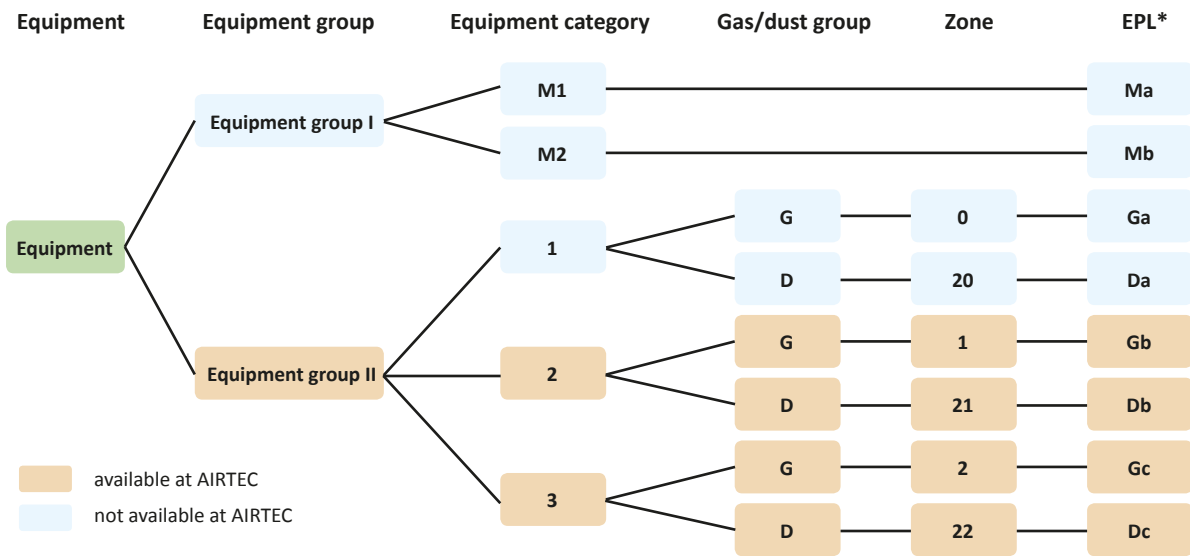 Equipment Equipment group Equipment category Gas/dust group Zone EPL*
M1 Ma
Equipment group I
M2 Mb
G 0 Ga
Equipment 1
D 20 Da
G 1 Gb
Equipment group II 2
D 21 Db
G 2 Gc
available at AIRTEC
3
not available at AIRTEC
D 22 Dc